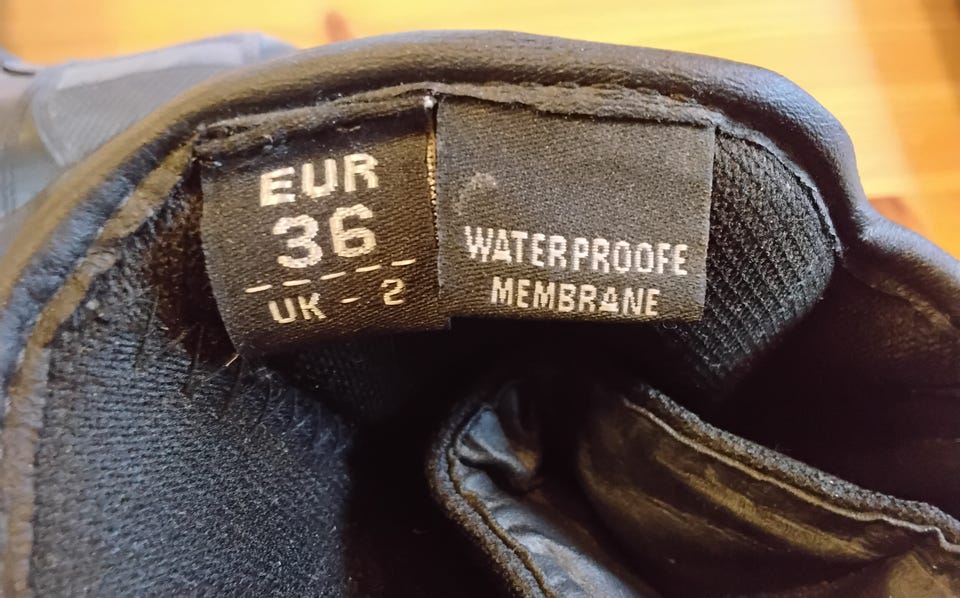 EUR
36
UK - 2
WATERPROOFE
MEMBRANE